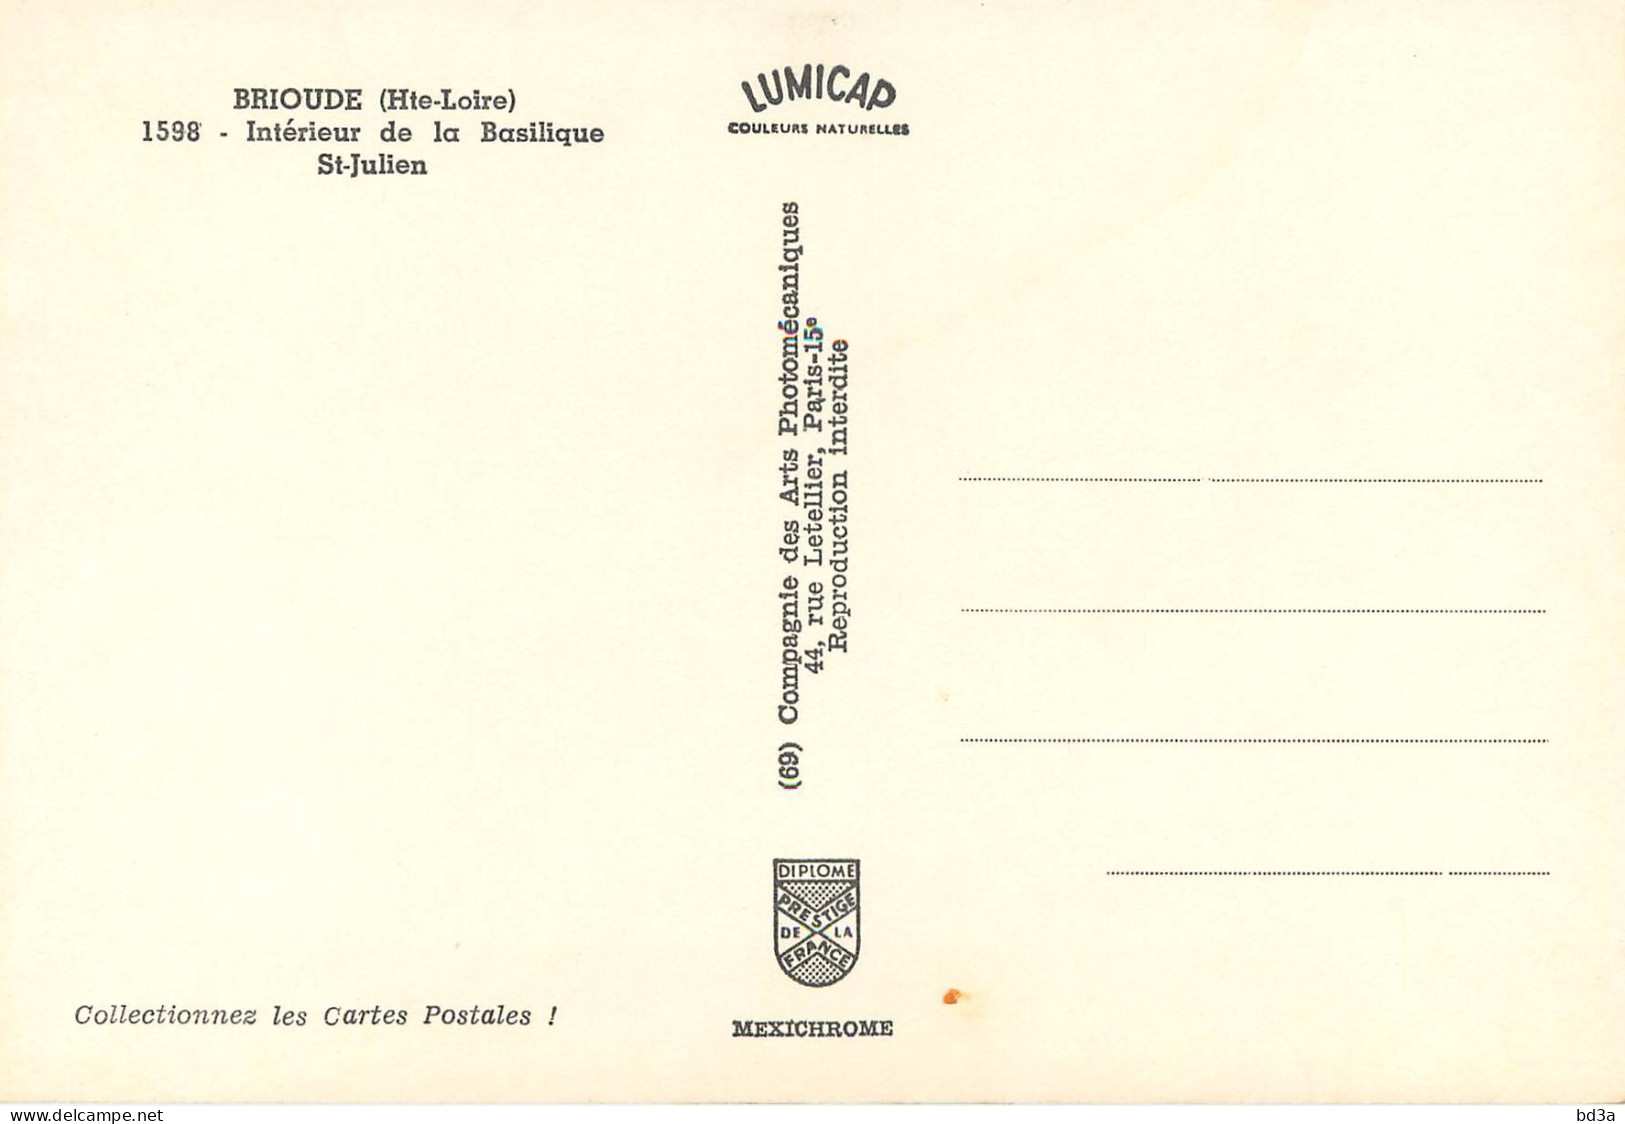 BRIOUDE (Hte-Loire)
1598 - Intérieur de la Basilique
St-Julien
LUMICAP
COULEURS NATURELLES
(69) Compagnie des Arts Photomécaniques
44, rue Letellier, Paris-15e
Reproduction interdite
DIPLOME
PRESTIGE
DE LA
FRANCE
Collectionnez les Cartes Postales !
MEXICHROME
www.delcampe.net
bd3a